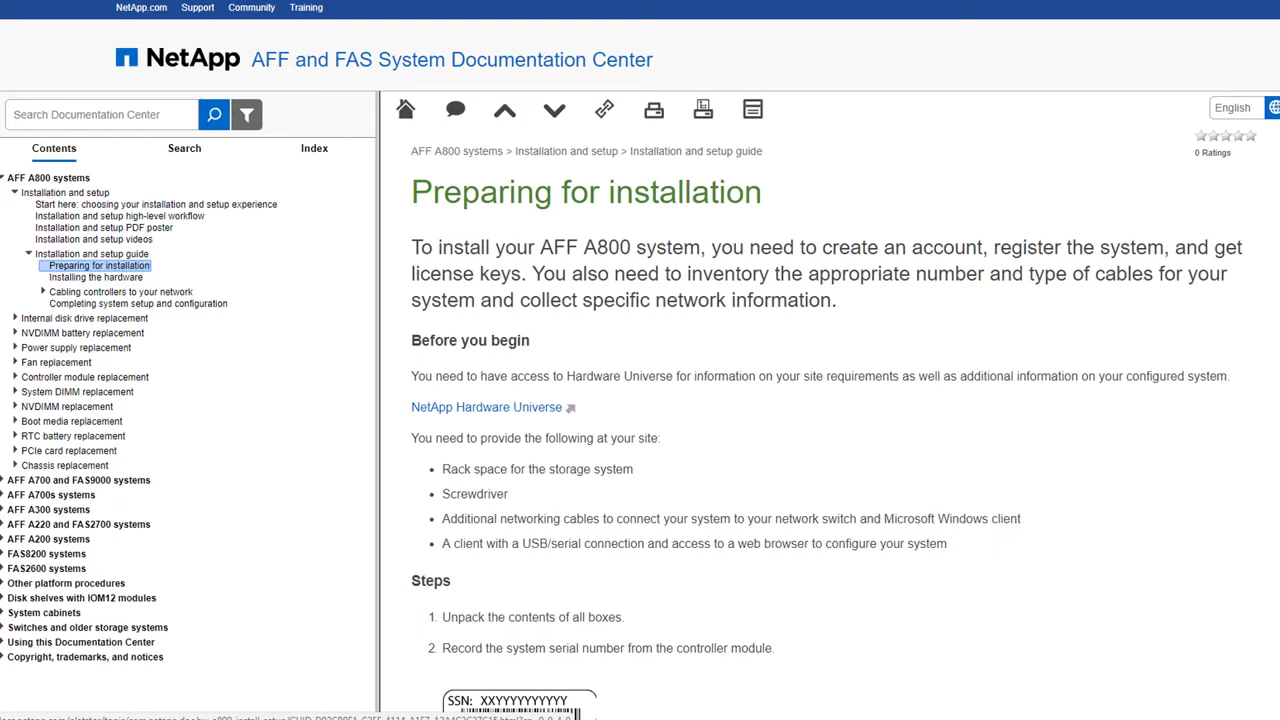 NetApp.com Support Community Training
NetApp AFF and FAS System Documentation Center
Search Documentation Center
Contents Search Index
AFF A800 systems
Installation and setup
Start here: choosing your installation and setup experience
Installation and setup high-level workflow
Installation and setup PDF poster
Installation and setup videos
Installation and setup guide
Preparing for installation
Installing the hardware
Cabling controllers to your network
Completing system setup and configuration
Internal disk drive replacement
NVDIMM battery replacement
Power supply replacement
Fan replacement
Controller module replacement
System DIMM replacement
NVDIMM replacement
Boot media replacement
RTC battery replacement
PCIe card replacement
Chassis replacement
AFF A700 and FAS9000 systems
AFF A700s systems
AFF A300 systems
AFF A220 and FAS2700 systems
AFF A200 systems
FAS8200 systems
FAS2600 systems
Other platform procedures
Disk shelves with IOM12 modules
System cabinets
Switches and older storage systems
Using this Documentation Center
Copyright, trademarks, and notices
English
0 Ratings
AFF A800 systems > Installation and setup > Installation and setup guide
Preparing for installation
To install your AFF A800 system, you need to create an account, register the system, and get
license keys. You also need to inventory the appropriate number and type of cables for your
system and collect specific network information.
Before you begin
You need to have access to Hardware Universe for information on your site requirements as well as additional information on your configured system.
NetApp Hardware Universe
You need to provide the following at your site:
• Rack space for the storage system
• Screwdriver
• Additional networking cables to connect your system to your network switch and Microsoft Windows client
• A client with a USB/serial connection and access to a web browser to configure your system
Steps
1. Unpack the contents of all boxes.
2. Record the system serial number from the controller module.
SSN: XXYYYYYYYYYY